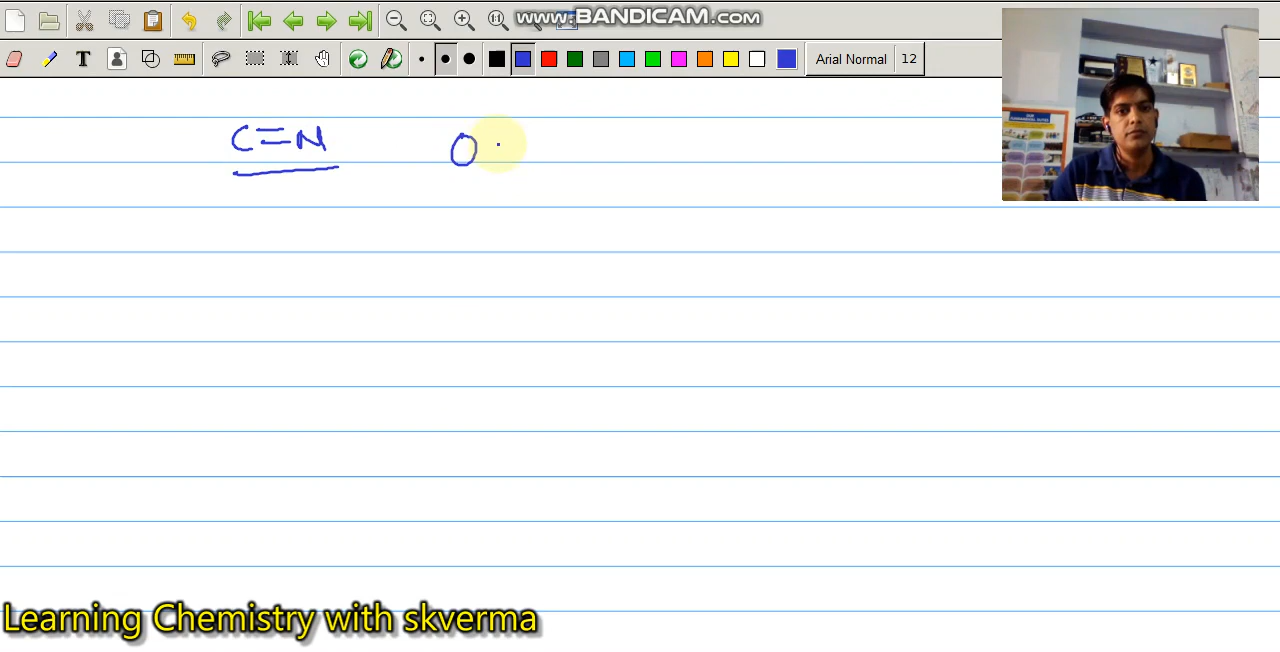 www.BANDICAM.com
T
Arial Normal 12
C=N O
Learning Chemistry with skverma